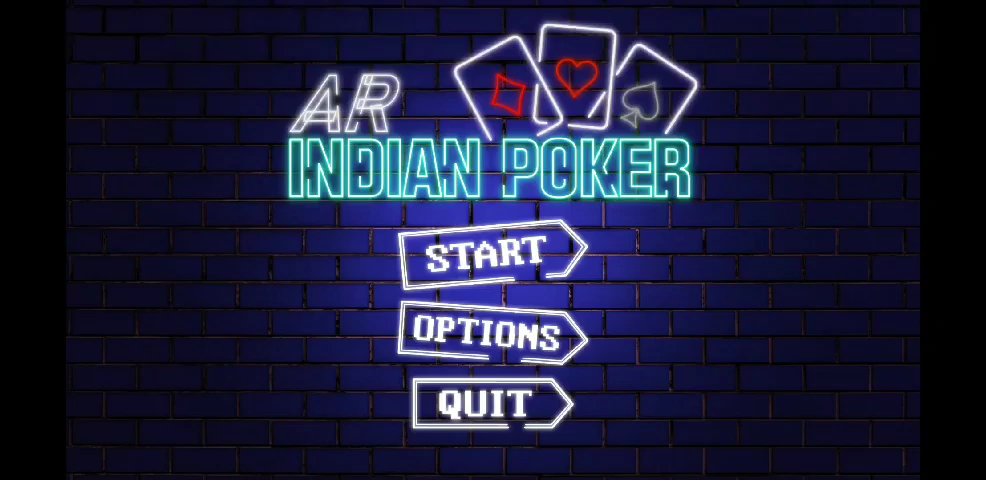 AR
INDIAN POKER
START
OPTIONS
QUIT